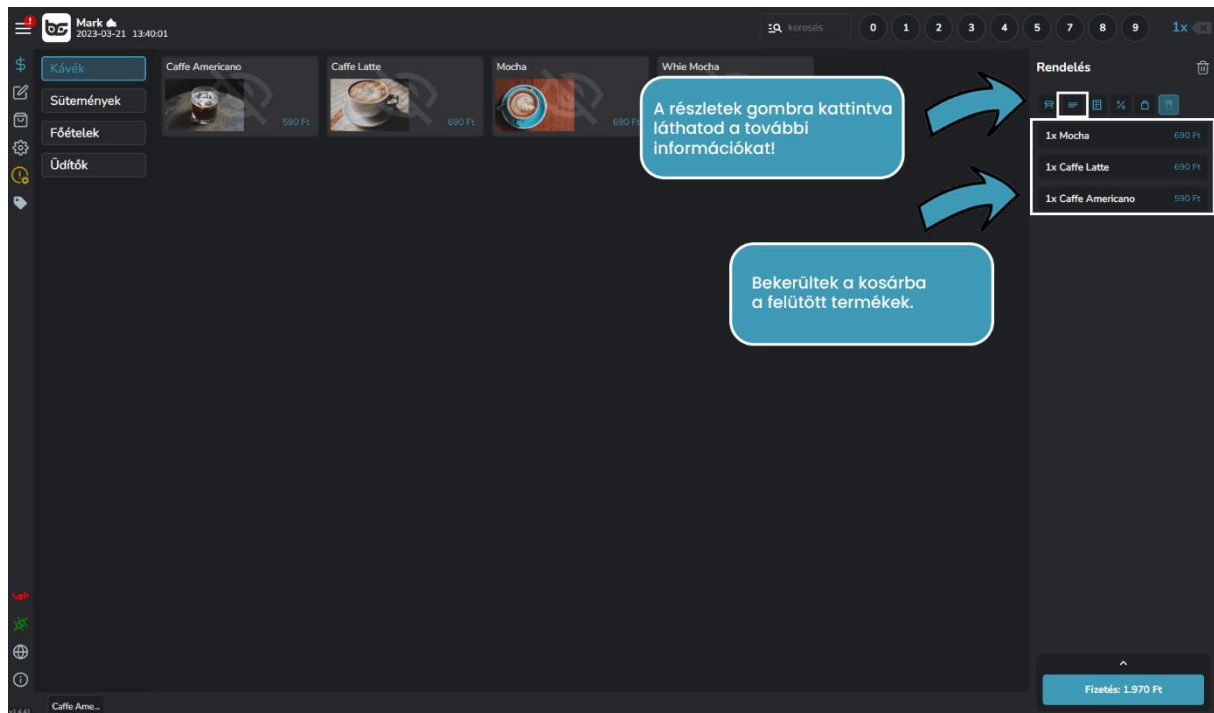 Mark
2023-03-21 13:40:01
keresés
0 1 2 3 4 5 7 8 9 1x
Kávék
Sütemények
Főételek
Üdítők
Caffe Americano
590 Ft
Caffe Latte
690 Ft
Mocha
690 Ft
Whie Mocha
A részletek gombra kattintva
láthatod a további
információkat!
Bekerültek a kosárba
a felütött termékek.
Rendelés
1x Mocha 690 Ft
1x Caffe Latte 690 Ft
1x Caffe Americano 590 Ft
Fizetés: 1.970 Ft
Caffe Ame...